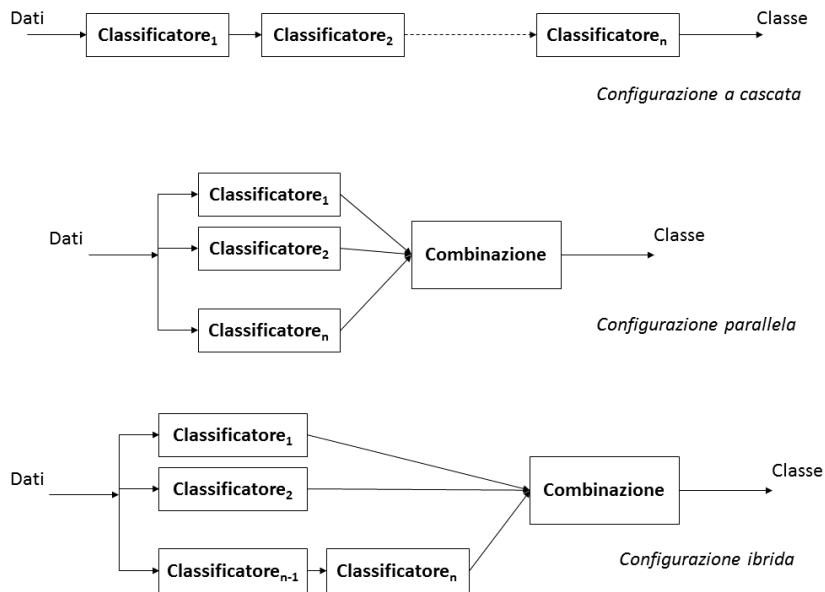 Dati
Classe
Classificatore1
Classificatore2
Classificatoren
Configurazione a cascata
Classificatore1
Dati
Classificatore2
Combinazione
Classe
Classificatoren
Configurazione parallela
Classificatore1
Dati
Classificatore2
Combinazione
Classe
Classificatoren-1
Classificatoren
Configurazione ibrida